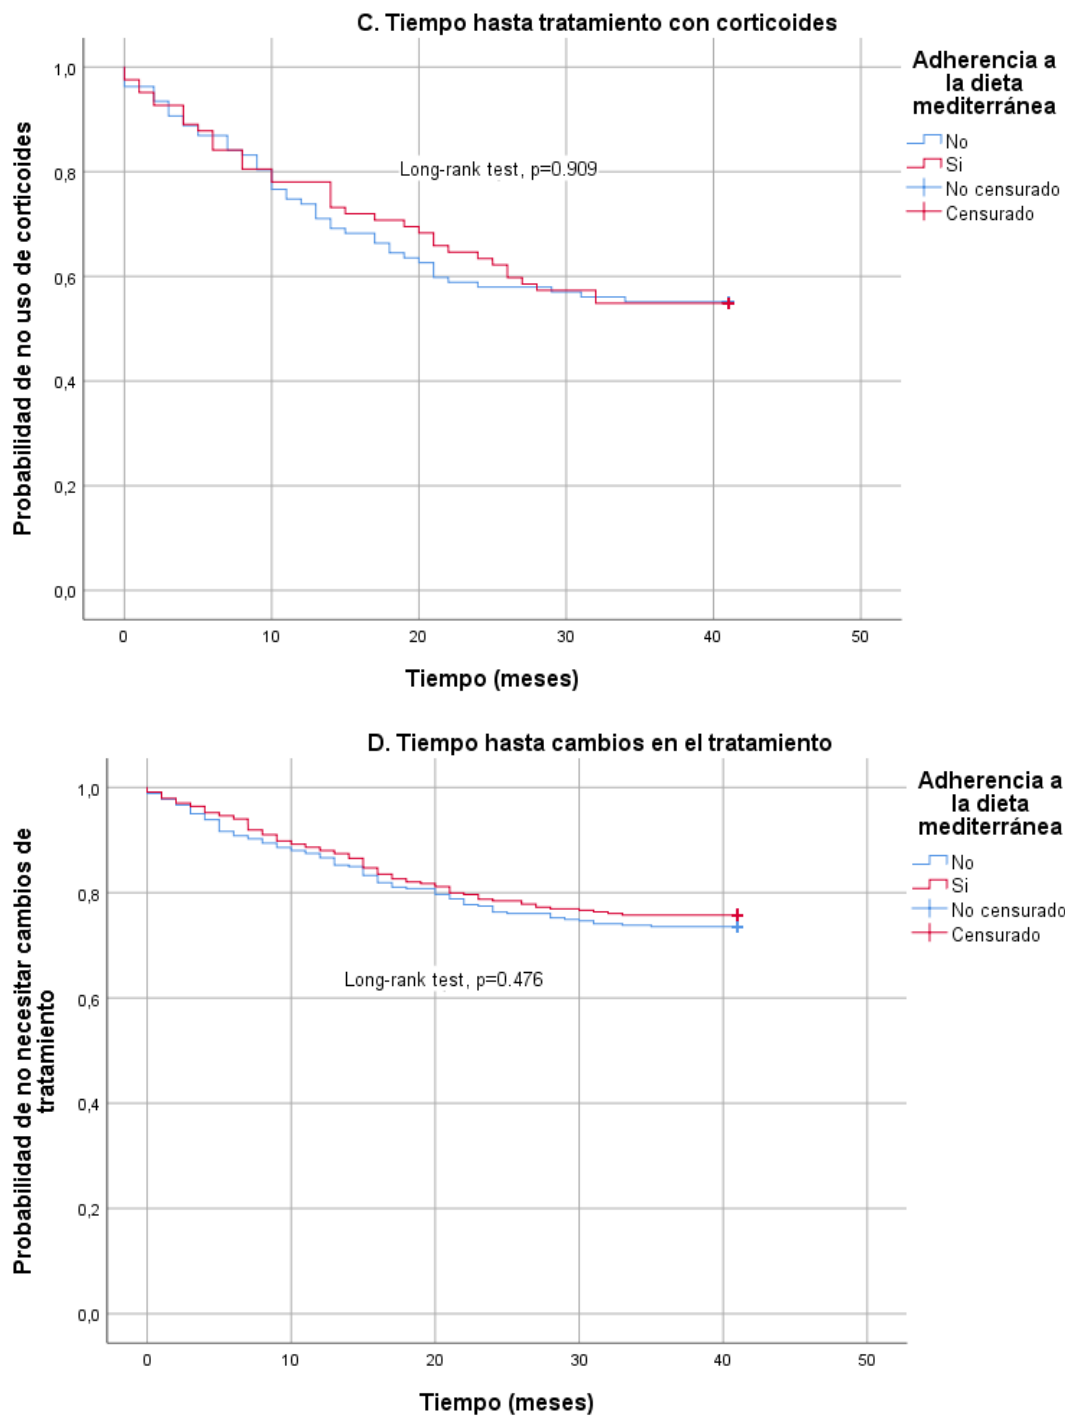 C. Tiempo hasta tratamiento con corticoides
Probabilidad de no uso de corticoides
1,0
0,8
0,6
0,4
0,2
0,0
Long-rank test, p=0.909
0 10 20 30 40 50
Tiempo (meses)
Adherencia a
la dieta
mediterránea
No
Si
No censurado
Censurado
D. Tiempo hasta cambios en el tratamiento
Probabilidad de no necesitar cambios de
tratamiento
1,0
0,8
0,6
0,4
0,2
0,0
Long-rank test, p=0.476
0 10 20 30 40 50
Tiempo (meses)
Adherencia a
la dieta
mediterránea
No
Si
No censurado
Censurado